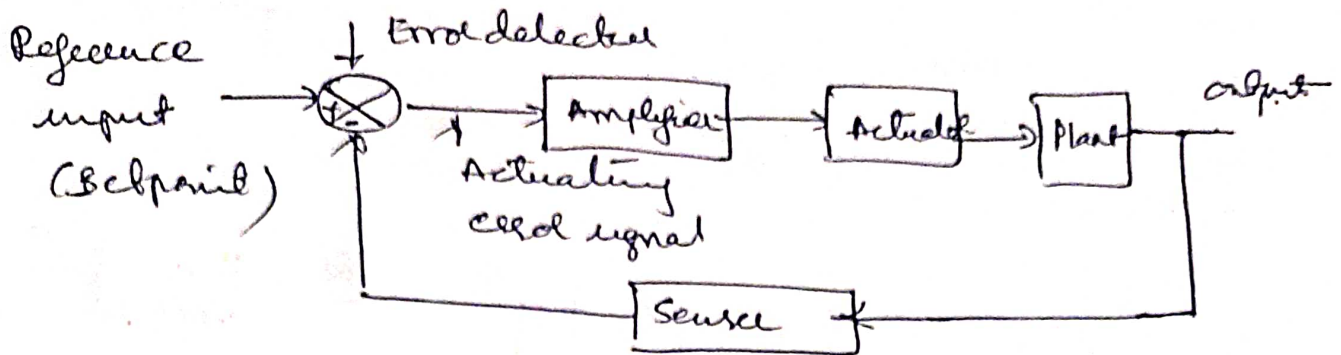 Error detector
Reference
input
(Setpoint)
+
-
Amplifier
Actuator
Plant
output
Actuating
error signal
Sensor